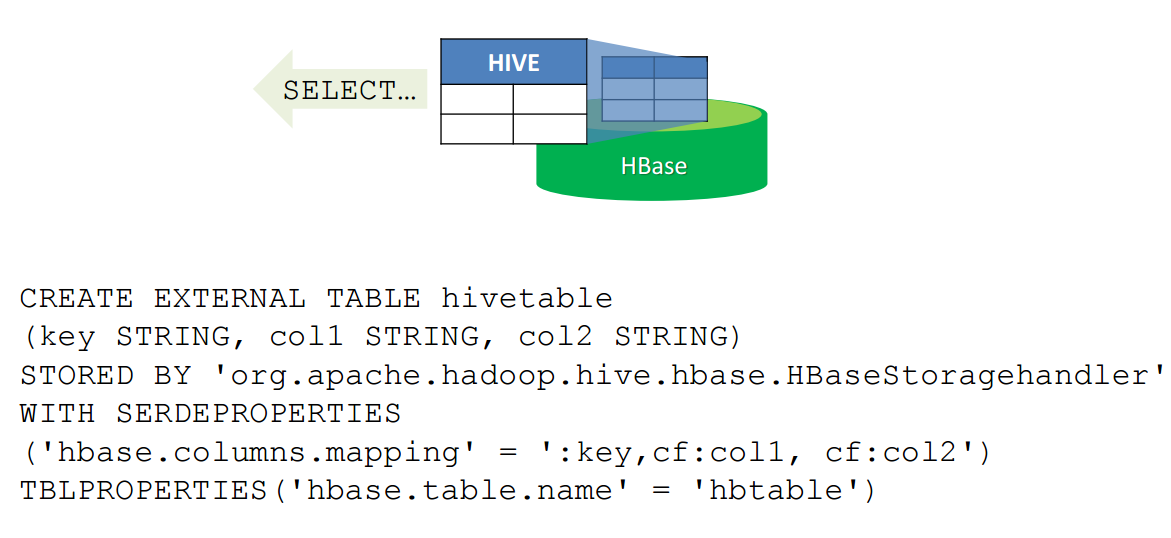 SELECT…
HIVE
HBase
CREATE EXTERNAL TABLE hivetable
(key STRING, col1 STRING, col2 STRING)
STORED BY 'org.apache.hadoop.hive.hbase.HBaseStoragehandler'
WITH SERDEPROPERTIES
('hbase.columns.mapping' = ':key,cf:col1, cf:col2')
TBLPROPERTIES('hbase.table.name' = 'hbtable')